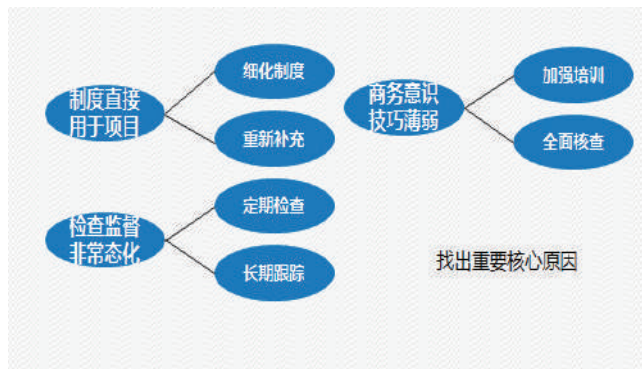 制度直接
用于项目
细化制度
重新补充
检查监督
非常态化
定期检查
长期跟踪
商务意识
技巧薄弱
加强培训
全面核查
找出重要核心原因